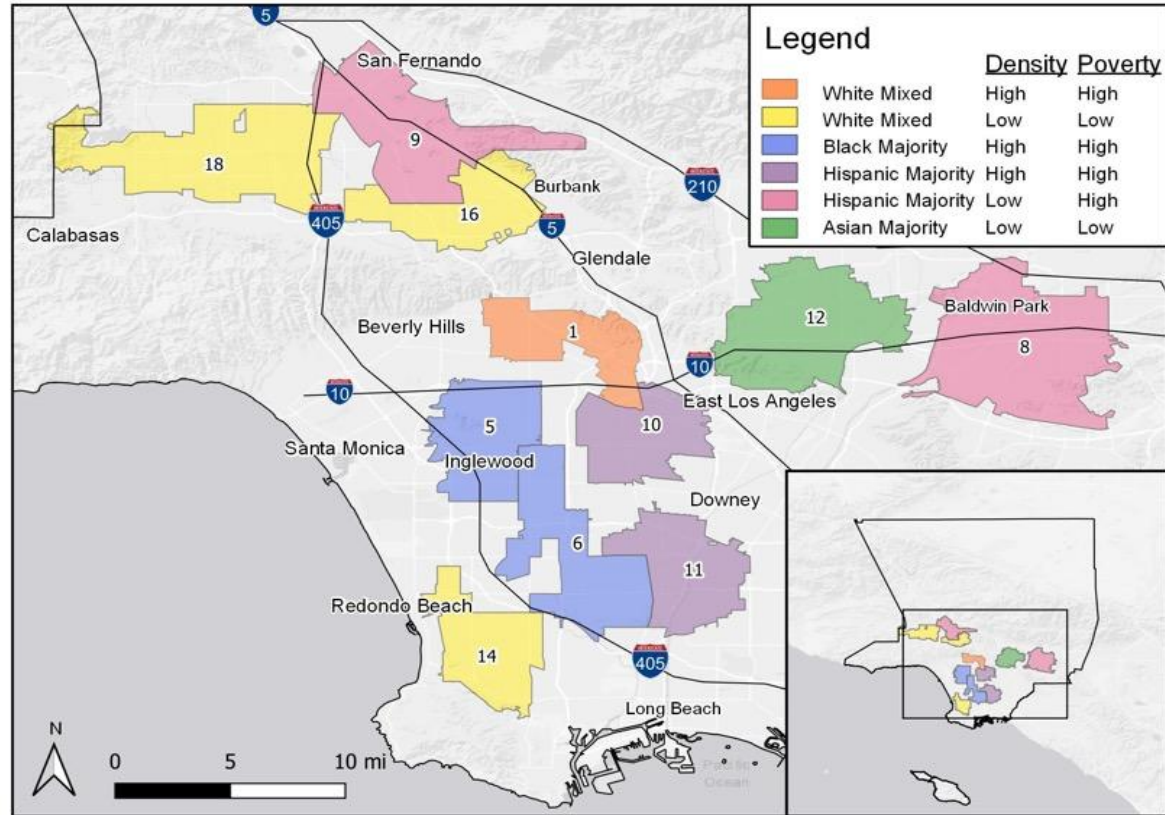 Legend
Density Poverty
White Mixed High High
White Mixed Low Low
Black Majority High High
Hispanic Majority High High
Hispanic Majority Low High
Asian Majority Low Low
5
San Fernando
9
18
16
Burbank
210
405
5
Calabasas
Glendale
Beverly Hills
1
12
Baldwin Park
8
10
10
East Los Angeles
5
10
Santa Monica
Inglewood
Downey
6
11
Redondo Beach
14
405
Long Beach
N
0 5 10 mi
Pacific
Ocean